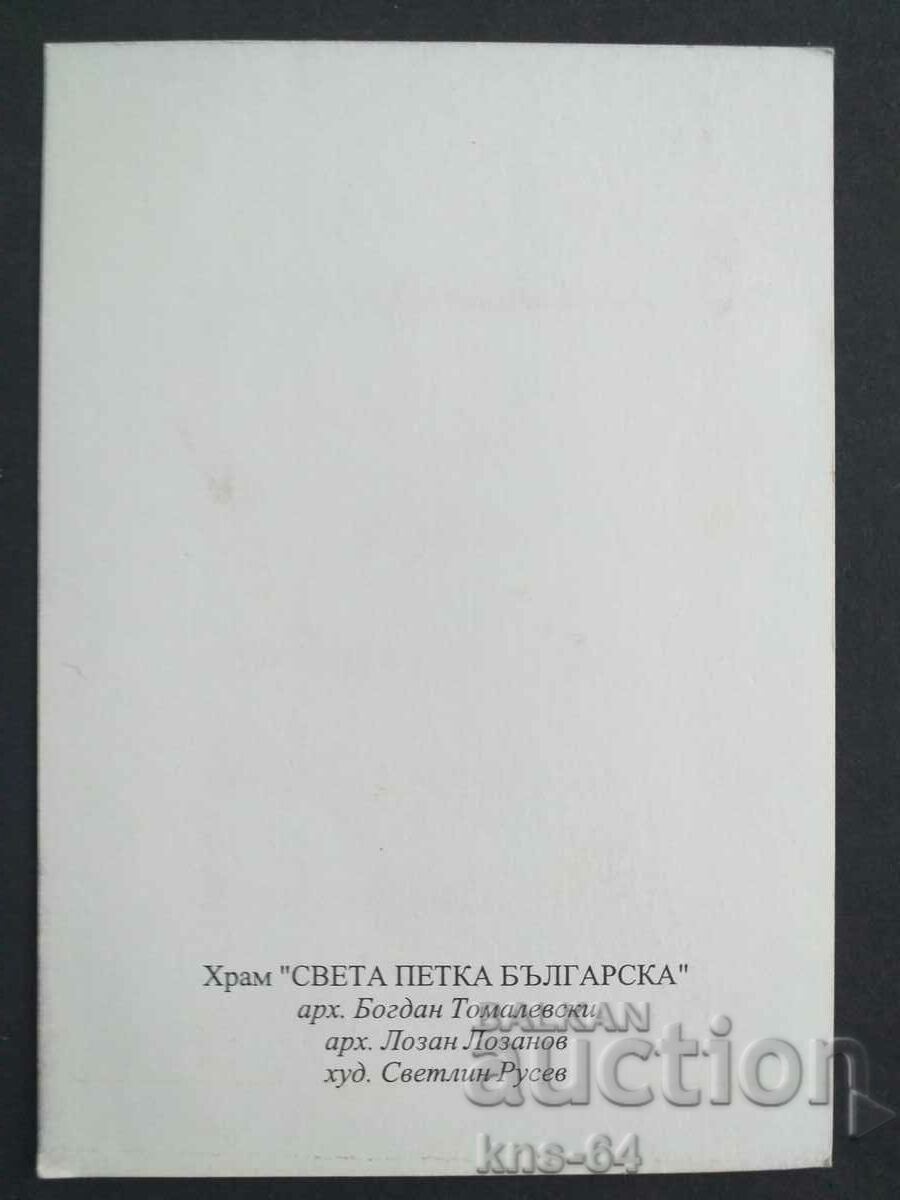 Храм "СВЕТА ПЕТКА БЪЛГАРСКА"
арх. Богдан Томалевски
арх. Лозан Лозанов
худ. Светлин Русев
BALKAN
auction
kns-64